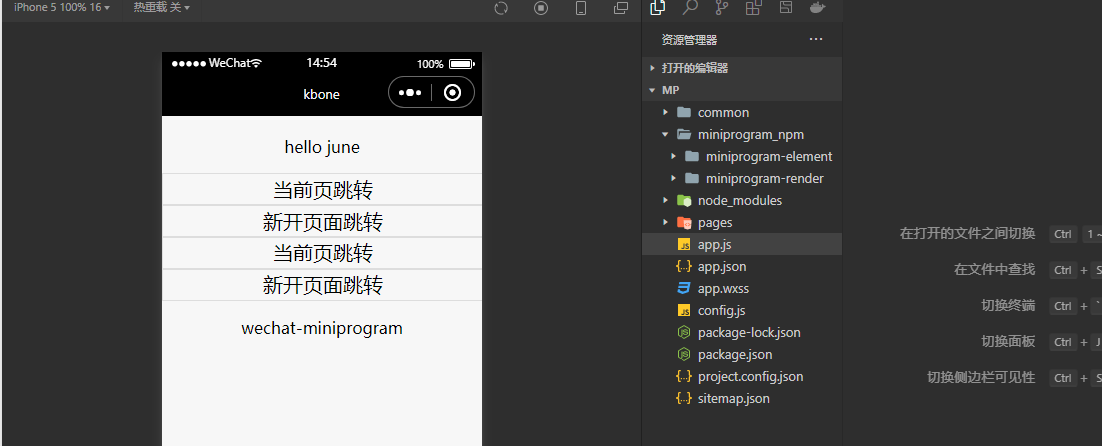 iPhone 5 100% 16
热重载 关
WeChat
14:54
100%
kbone
hello june
当前页跳转
新开页面跳转
当前页跳转
新开页面跳转
wechat-miniprogram
资源管理器
打开的编辑器
MP
common
miniprogram_npm
miniprogram-element
miniprogram-render
node_modules
pages
JS app.js
{..} app.json
app.wxss
JS config.js
package-lock.json
package.json
{..} project.config.json
{..} sitemap.json
在打开的文件之间切换 Ctrl 1 ~
在文件中查找 Ctrl + S
切换终端 Ctrl + `
切换面板 Ctrl + J
切换侧边栏可见性 Ctrl + S